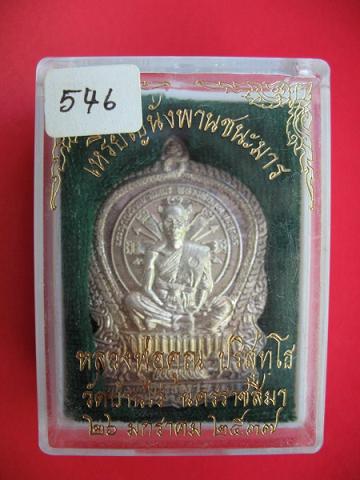 546
เหรียญนั่งพานชนะมาร
หลวงพ่อคูณ ปริสุทฺโธ
วัดบ้านไร่ นครราชสีมา
๒๖ มกราคม ๒๕๓๗